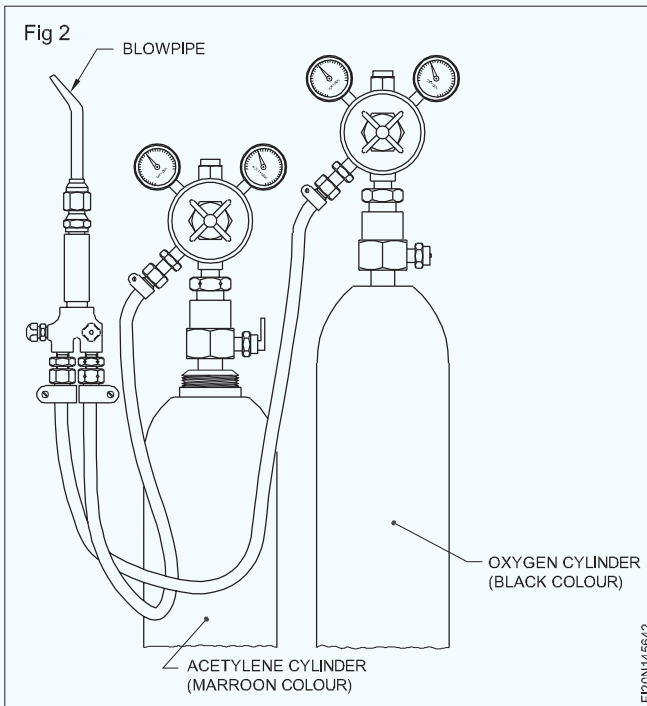 Fig 2
BLOWPIPE
OXYGEN CYLINDER
(BLACK COLOUR)
ACETYLENE CYLINDER
(MARROON COLOUR)